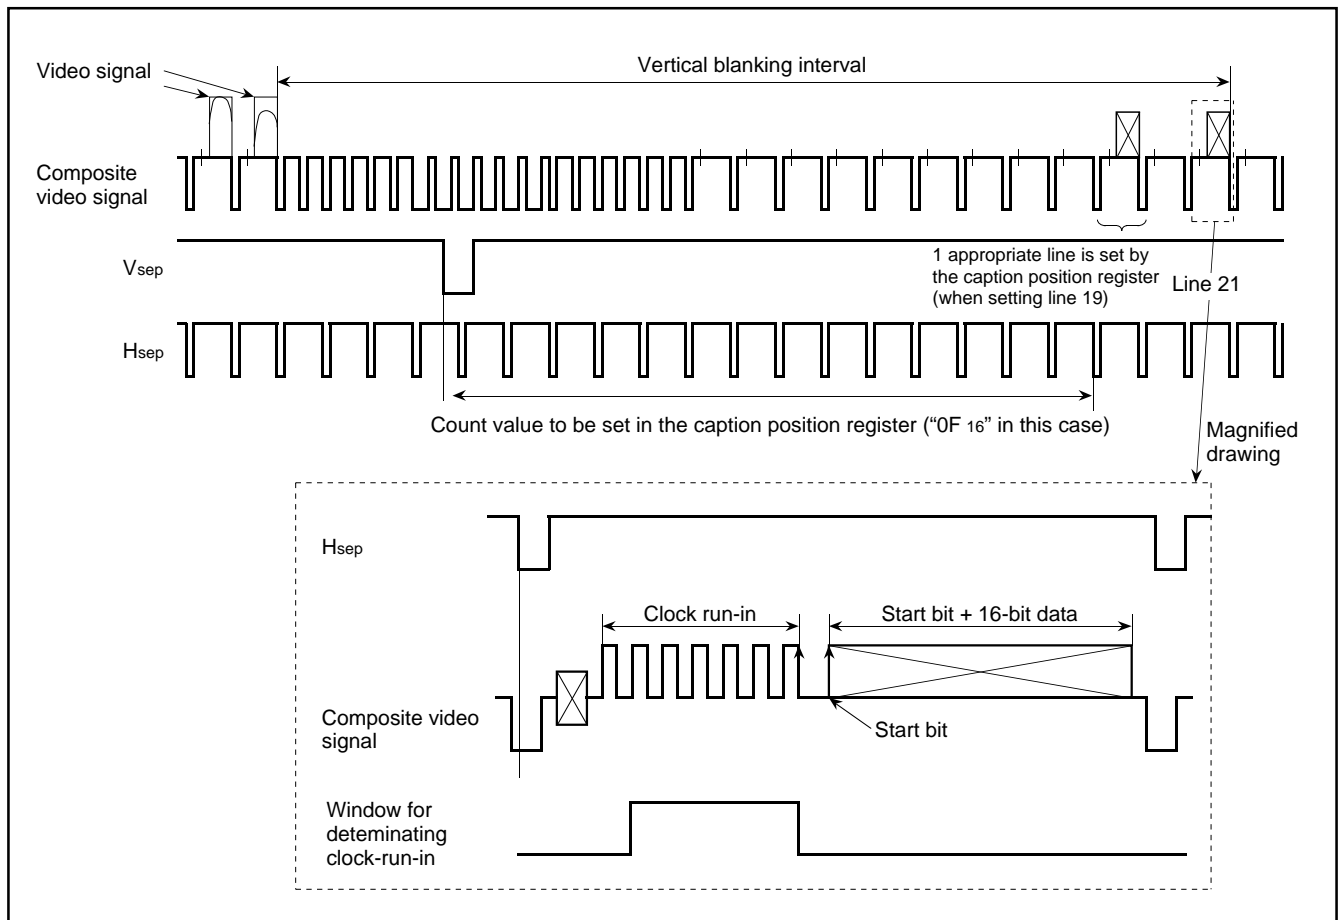 Video signal
Vertical blanking interval
Composite
video signal
Vsep
1 appropriate line is set by
the caption position register
(when setting line 19)
Line 21
Hsep
Count value to be set in the caption position register (“0F 16” in this case)
Magnified
drawing
Hsep
Clock run-in
Start bit + 16-bit data
Composite video
signal
Start bit
Window for
deteminating
clock-run-in